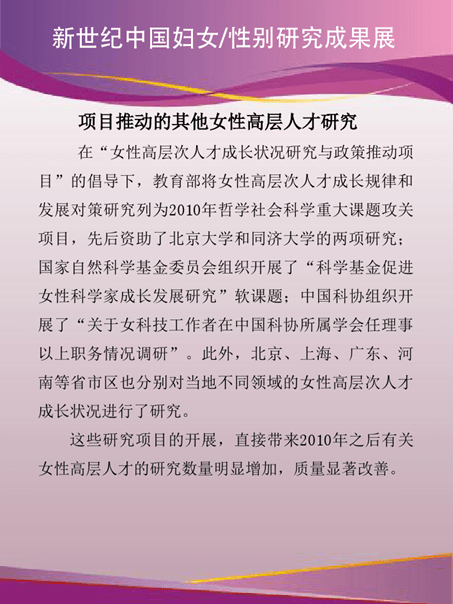 新世纪中国妇女/性别研究成果展
项目推动的其他女性高层人才研究
在“女性高层次人才成长状况研究与政策推动项
目”的倡导下，教育部将女性高层次人才成长规律和
发展对策研究列为2010年哲学社会科学重大课题攻关
项目，先后资助了北京大学和同济大学的两项研究；
国家自然科学基金委员会组织开展了“科学基金促进
女性科学家成长发展研究”软课题；中国科协组织开
展了“关于女科技工作者在中国科协所属学会任理事
以上职务情况调研”。此外，北京、上海、广东、河
南等省市区也分别对当地不同领域的女性高层次人才
成长状况进行了研究。
这些研究项目的开展，直接带来2010年之后有关
女性高层人才的研究数量明显增加，质量显著改善。